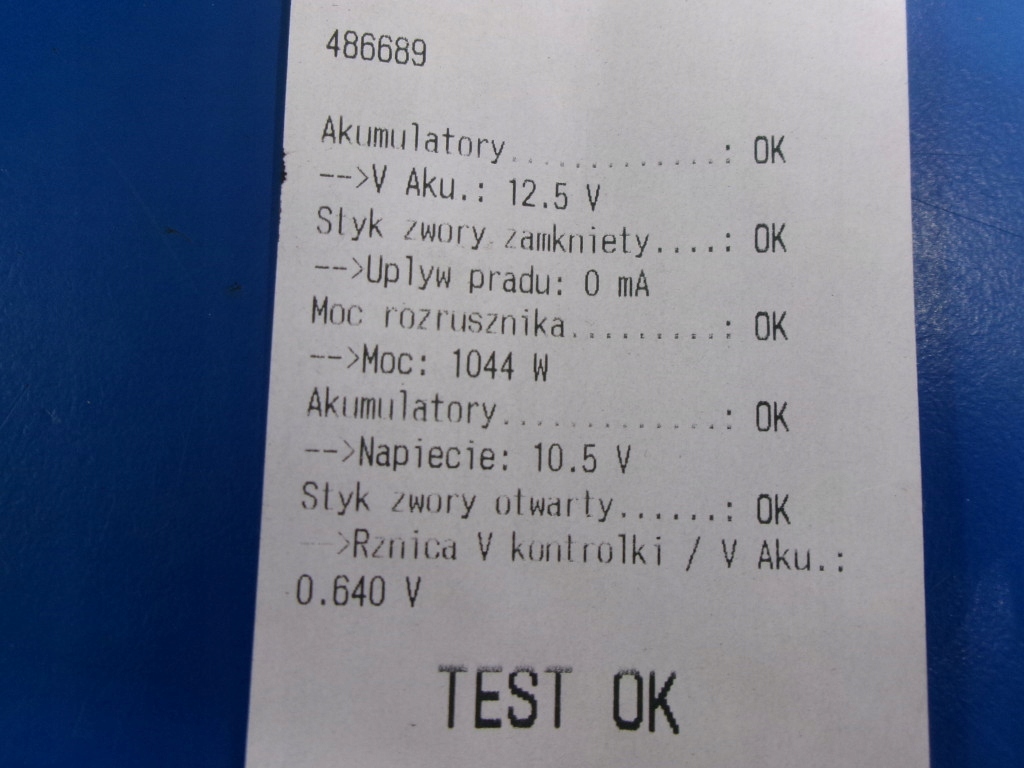 486689
Akumulatory..............: OK
-->V Aku.: 12.5 V
Styk zwory zamkniety....: OK
-->Uplyw pradu: 0 mA
Moc rozrusznika.........: OK
-->Moc: 1044 W
Akumulatory.............: OK
-->Napiecie: 10.5 V
Styk zwory otwarty......: OK
-->Rznica V kontrolki / V Aku.:
0.640 V
TEST OK